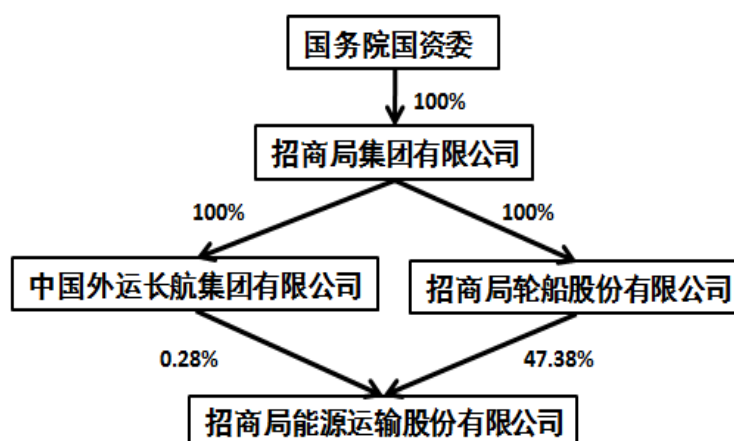 国务院国资委
100%
招商局集团有限公司
100%
100%
中国外运长航集团有限公司
招商局轮船股份有限公司
0.28%
47.38%
招商局能源运输股份有限公司